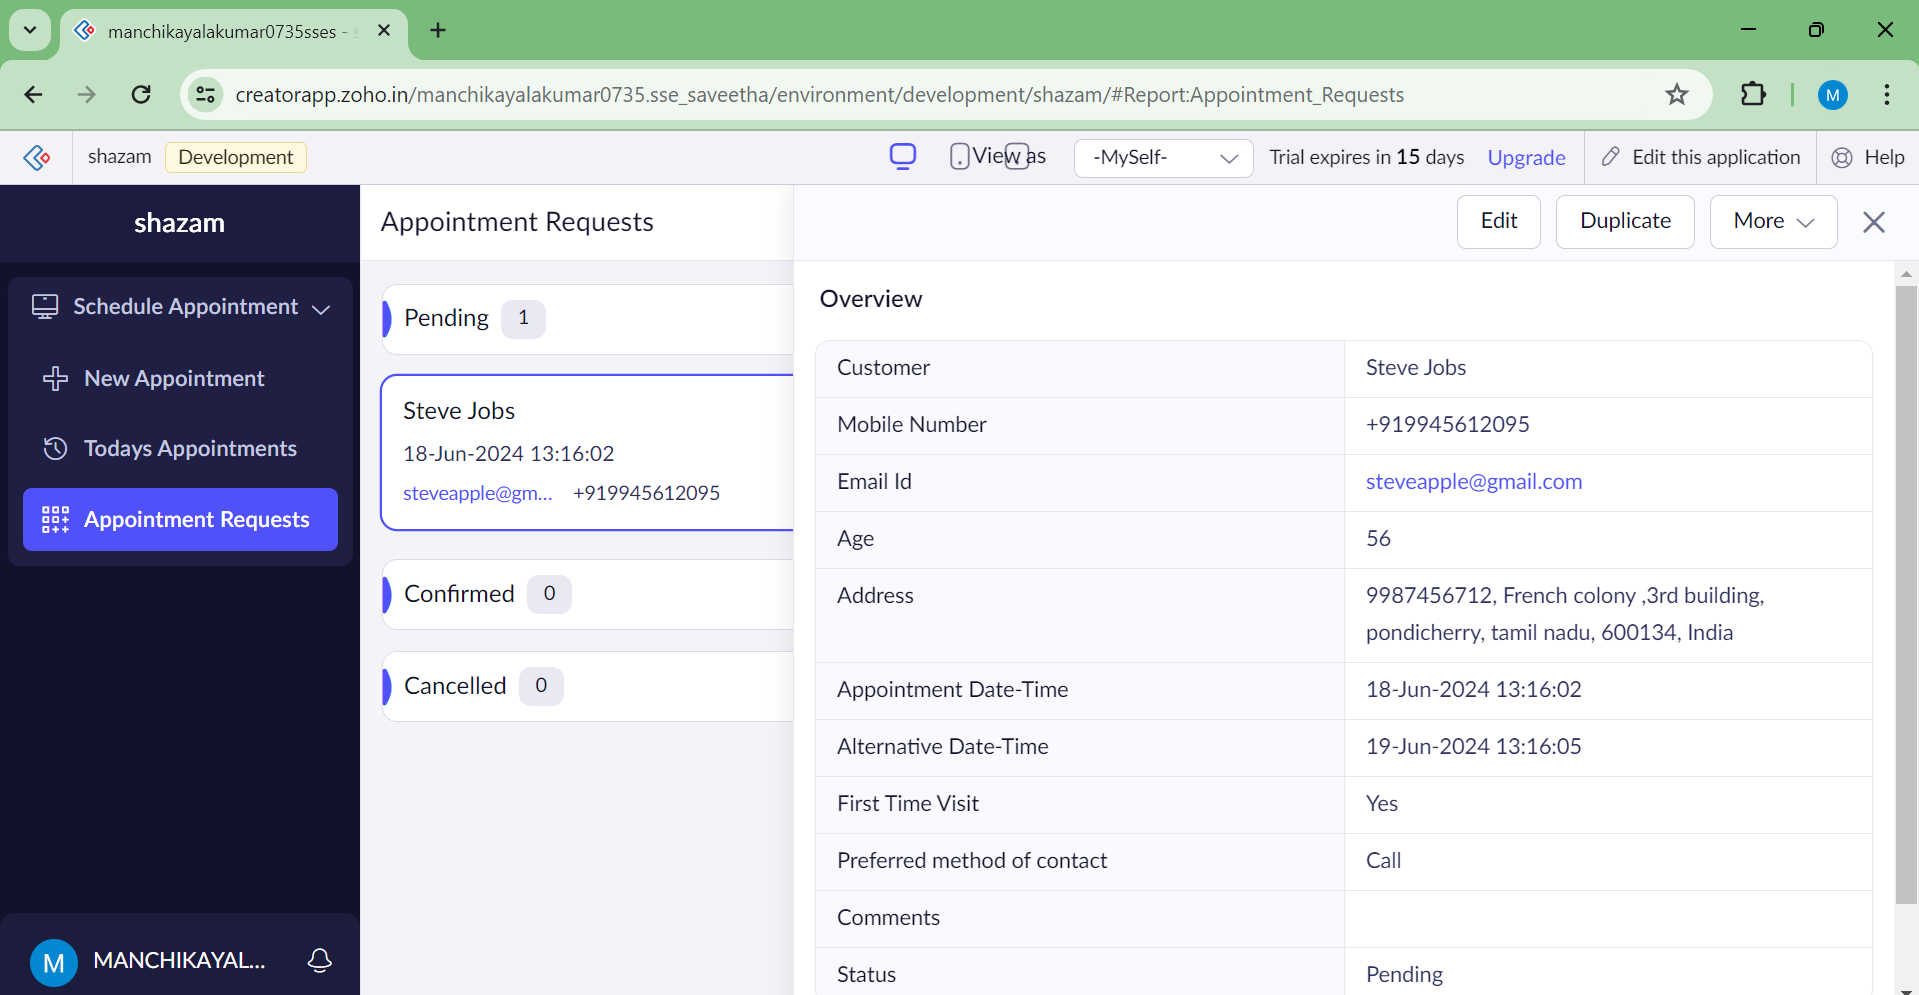 manchikayalakumar0735sses - s
creatorapp.zoho.in/manchikayalakumar0735.sse_saveetha/environment/development/shazam/#Report:Appointment_Requests
M
shazam Development
View as
-MySelf-
Trial expires in 15 days
Upgrade
Edit this application
Help
shazam
Schedule Appointment
New Appointment
Todays Appointments
Appointment Requests
M MANCHIKAYAL...
Appointment Requests
Pending 1
Steve Jobs
18-Jun-2024 13:16:02
steveapple@gm... +919945612095
Confirmed 0
Cancelled 0
Edit Duplicate More
Overview
Customer Steve Jobs
Mobile Number +919945612095
Email Id steveapple@gmail.com
Age 56
Address 9987456712, French colony ,3rd building,
pondicherry, tamil nadu, 600134, India
Appointment Date-Time 18-Jun-2024 13:16:02
Alternative Date-Time 19-Jun-2024 13:16:05
First Time Visit Yes
Preferred method of contact Call
Comments
Status Pending